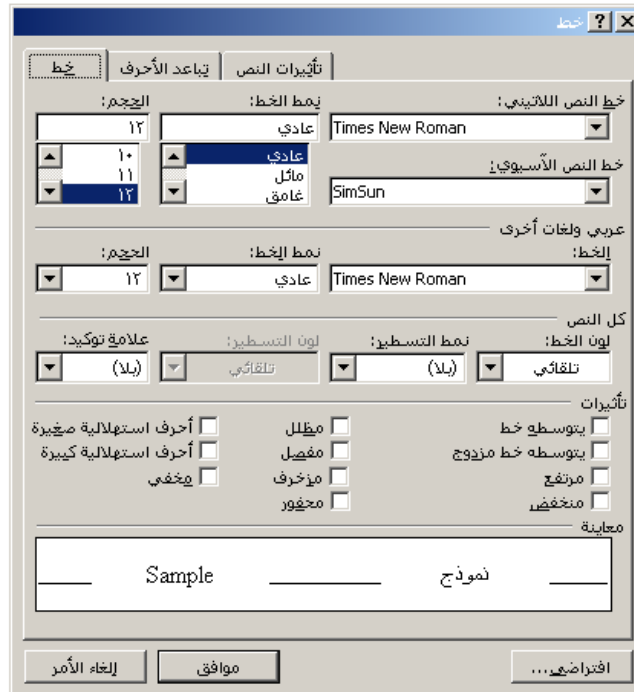 خط
خط تباعد الأحرف تأثيرات النص
خط النص اللاتيني: نمط الخط: الحجم:
Times New Roman عادي ١٢
عادي ١٠
مائل ١١
غامق ١٢
خط النص الآسيوي:
SimSun
عربي ولغات أخرى
الخط: نمط الخط: الحجم:
Times New Roman عادي ١٢
كل النص
لون الخط: نمط التسطير: لون التسطير: علامة توكيد:
تلقائي (بلا) تلقائي (بلا)
تأثيرات
يتوسطه خط مظلل أحرف استهلالية صغيرة
يتوسطه خط مزدوج مفصل أحرف استهلالية كبيرة
مرتفع مزخرف مخفي
منخفض محفور
معاينة
نموذج Sample
افتراضي... موافق إلغاء الأمر